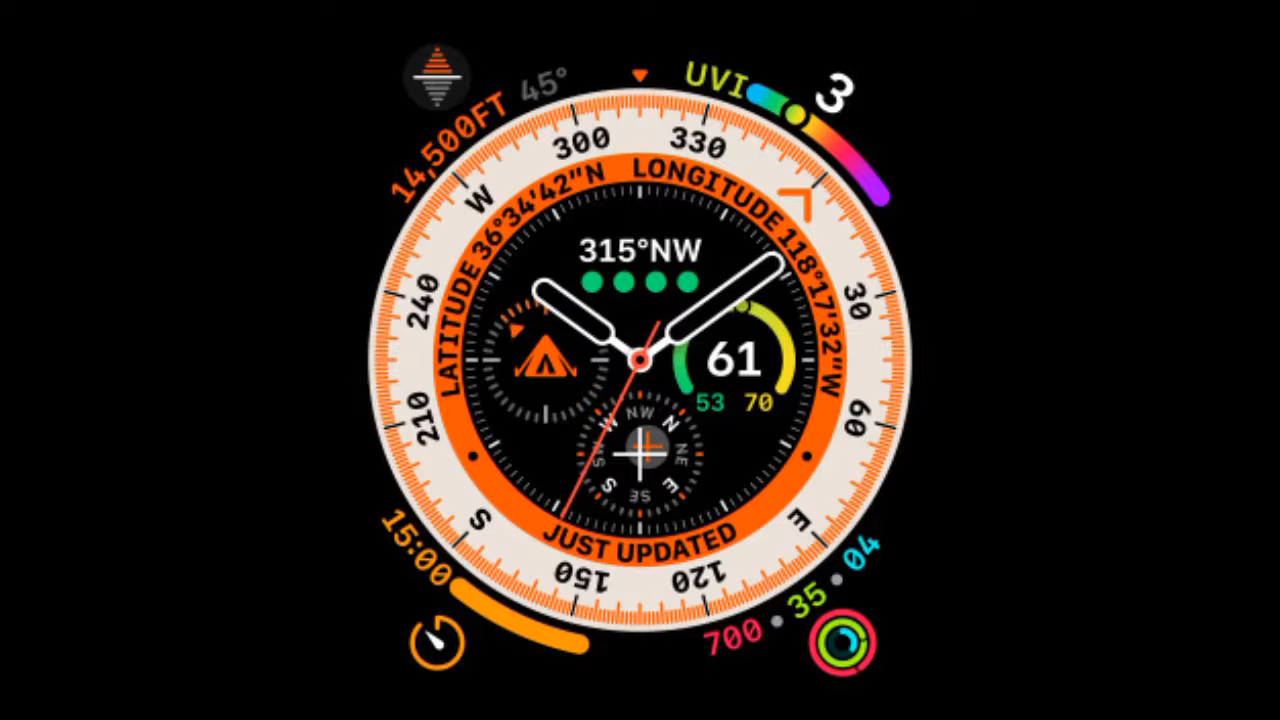 14,500FT
45°
UVI
3
300
330
W
240
210
S
150
120
E
60
30
LATITUDE 36°34'42"N
LONGITUDE 118°17'32"W
JUST UPDATED
315°NW
61
53 70
NW
N
NE
E
SE
S
SW
W
15:00
700 • 35 • 04